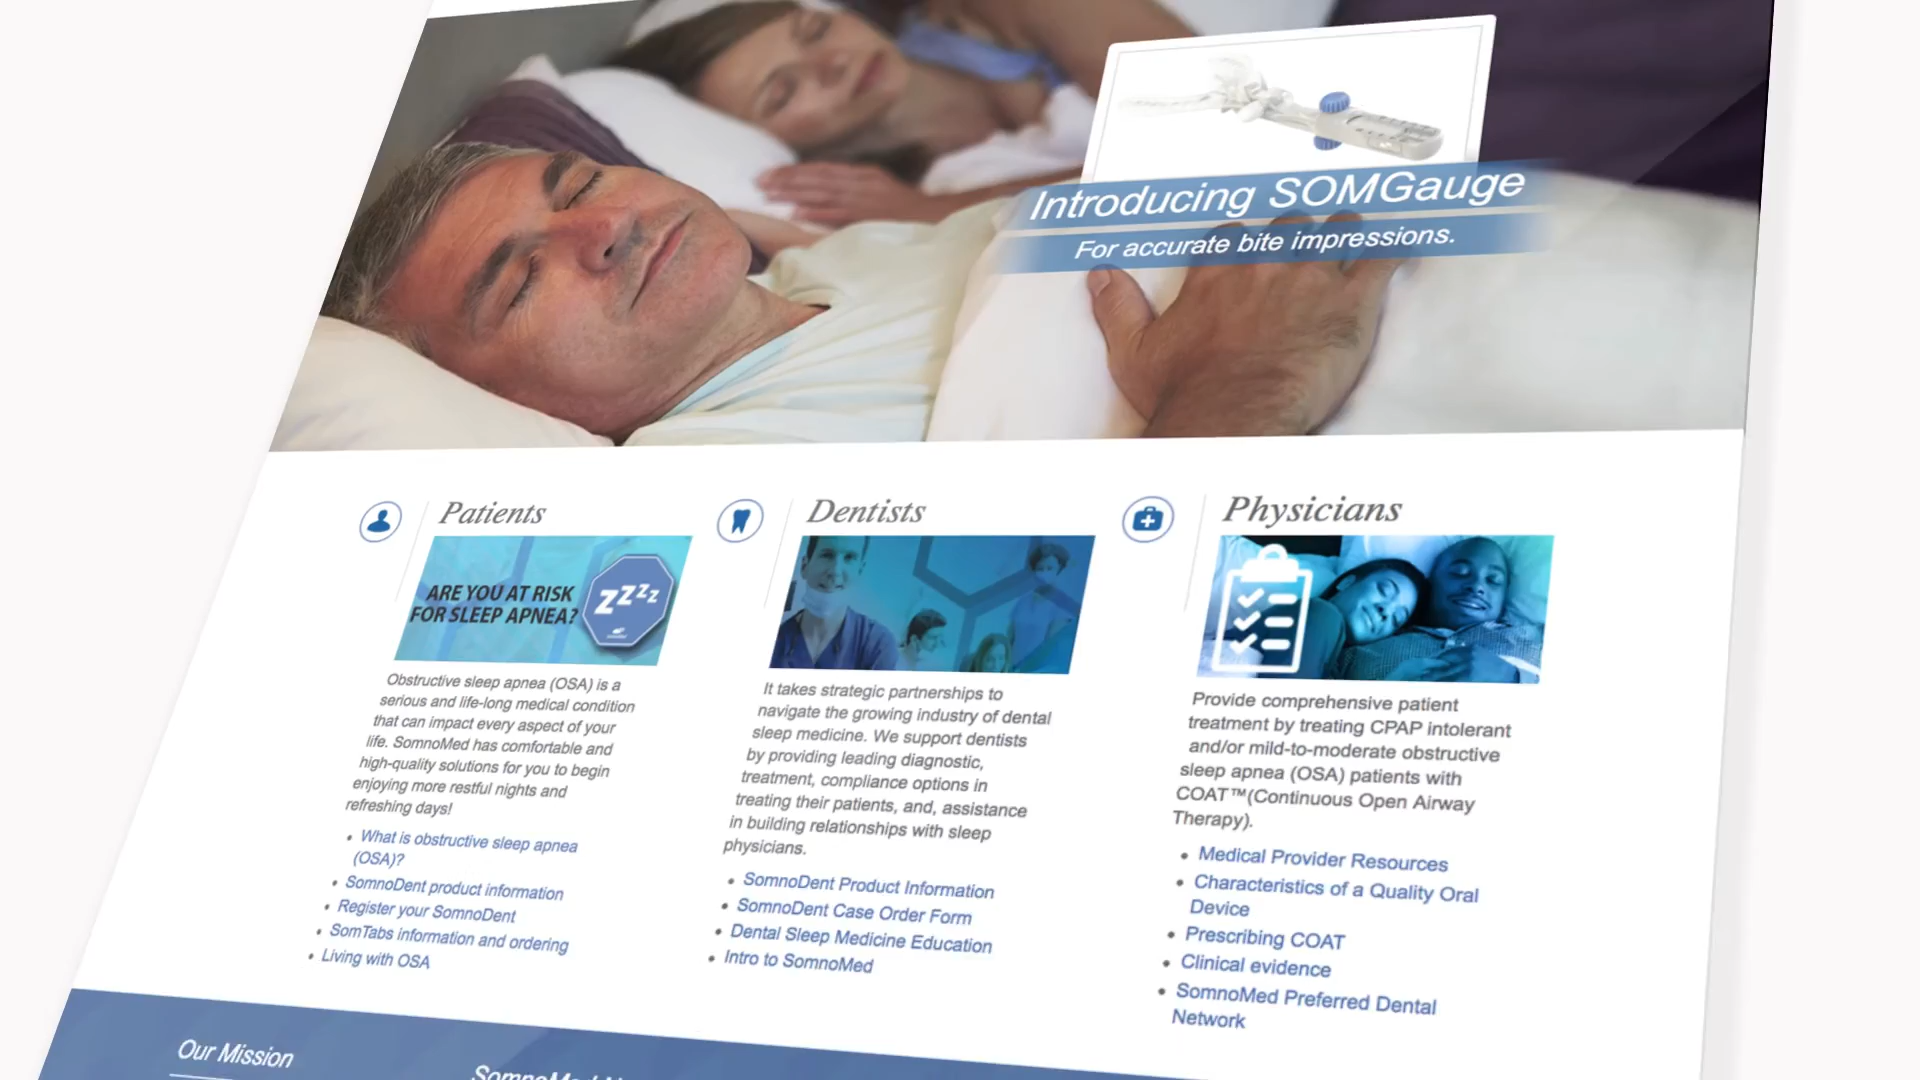 Introducing SOMGauge
For accurate bite impressions.
Patients
ARE YOU AT RISK
FOR SLEEP APNEA?
zzzz
Obstructive sleep apnea (OSA) is a
serious and life-long medical condition
that can impact every aspect of your
life. SomnoMed has comfortable and
high-quality solutions for you to begin
enjoying more restful nights and
refreshing days!
• What is obstructive sleep apnea
(OSA)?
• SomnoDent product information
• Register your SomnoDent
• SomTabs information and ordering
• Living with OSA
Dentists
It takes strategic partnerships to
navigate the growing industry of dental
sleep medicine. We support dentists
by providing leading diagnostic,
treatment, compliance options in
treating their patients, and, assistance
in building relationships with sleep
physicians.
• SomnoDent Product Information
• SomnoDent Case Order Form
• Dental Sleep Medicine Education
• Intro to SomnoMed
Physicians
Provide comprehensive patient
treatment by treating CPAP intolerant
and/or mild-to-moderate obstructive
sleep apnea (OSA) patients with
COAT™(Continuous Open Airway
Therapy).
• Medical Provider Resources
• Characteristics of a Quality Oral
Device
• Prescribing COAT
• Clinical evidence
• SomnoMed Preferred Dental
Network
Our Mission
SomnoMed